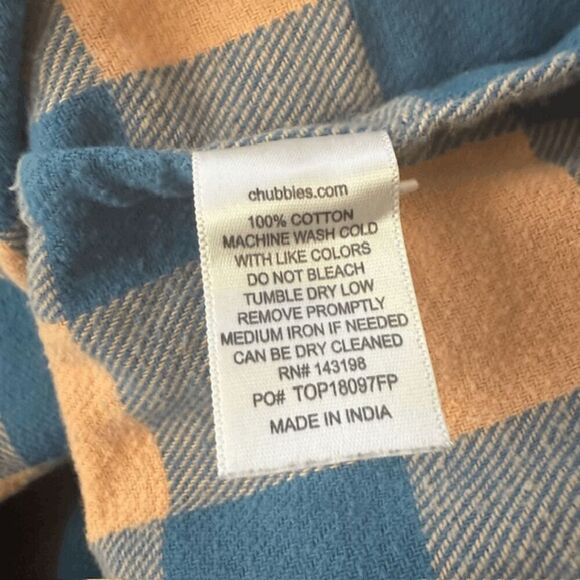 chubbies.com
100% COTTON
MACHINE WASH COLD
WITH LIKE COLORS
DO NOT BLEACH
TUMBLE DRY LOW
REMOVE PROMPTLY
MEDIUM IRON IF NEEDED
CAN BE DRY CLEANED
RN# 143198
PO# TOP18097FP
MADE IN INDIA